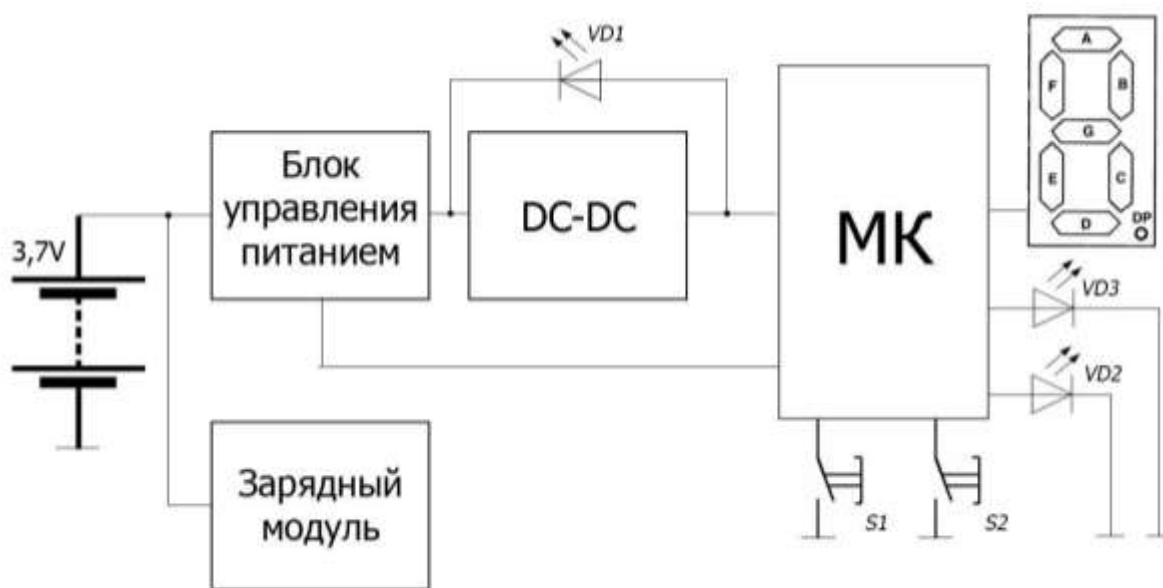 VD1
A
F
B
G
E
C
D
DP
Блок
управления
питанием
DC-DC
МК
3,7V
VD3
VD2
Зарядный
модуль
S1
S2